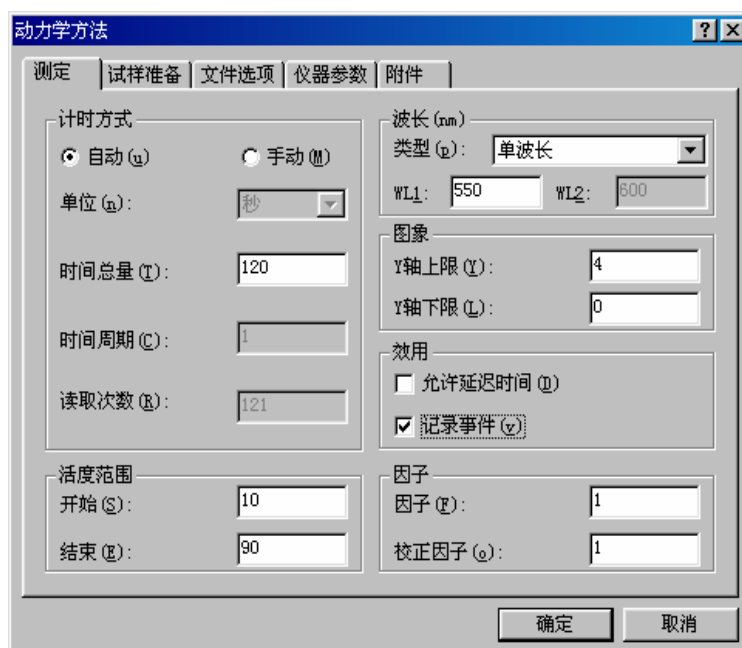 动力学方法
测定 试样准备 文件选项 仪器参数 附件
计时方式
自动(u) 手动(M)
单位(n): 秒
时间总量(T): 120
时间周期(C): 1
读取次数(R): 121
活度范围
开始(S): 10
结束(E): 90
波长(nm)
类型(p): 单波长
WL1: 550 WL2: 600
图象
Y轴上限(Y): 4
Y轴下限(L): 0
效用
允许延迟时间(D)
记录事件(v)
因子
因子(F): 1
校正因子(o): 1
确定 取消